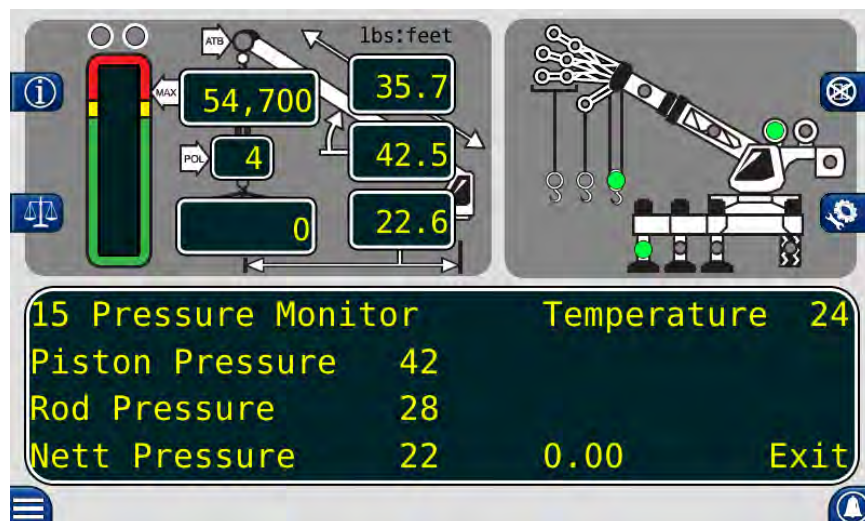 ATB
lbs:feet
MAX
54,700
35.7
POL
4
42.5
0
22.6
15 Pressure Monitor Temperature 24
Piston Pressure 42
Rod Pressure 28
Nett Pressure 22 0.00 Exit